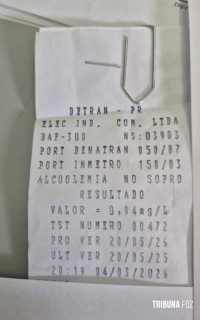 DETRAN - PR
ELEC IND. COM. LTDA
BAF-300 NS:03903
PORT DENATRAN 050/07
PORT INMETRO 158/03
ALCOOLEMIA NO SOPRO
RESULTADO
VALOR = 0,94mg/L
TST NUMERO 00472
PRO VER 20/05/26
ULT VER 20/05/25
20:19 04/03/2026
TRIBUNA FOZ